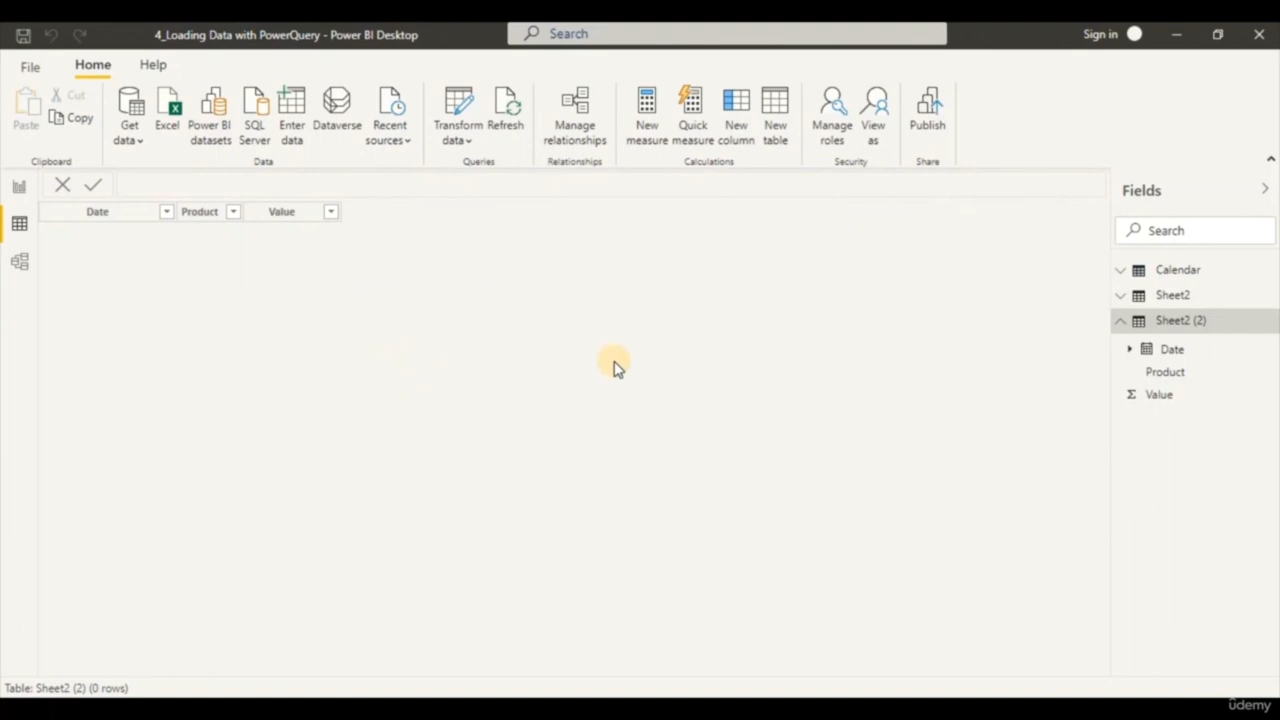 4_Loading Data with PowerQuery - Power BI Desktop
Search
Sign in
File
Home
Help
Paste
Cut
Copy
Clipboard
Get data
Excel
Power BI datasets
SQL Server
Enter data
Dataverse
Recent sources
Data
Transform data
Refresh
Queries
Manage relationships
Relationships
New measure
Quick measure
New column
New table
Calculations
Manage roles
View as
Security
Publish
Share
Date
Product
Value
Fields
Search
Calendar
Sheet2
Sheet2 (2)
Date
Product
Σ Value
Table: Sheet2 (2) (0 rows)
ûdemy